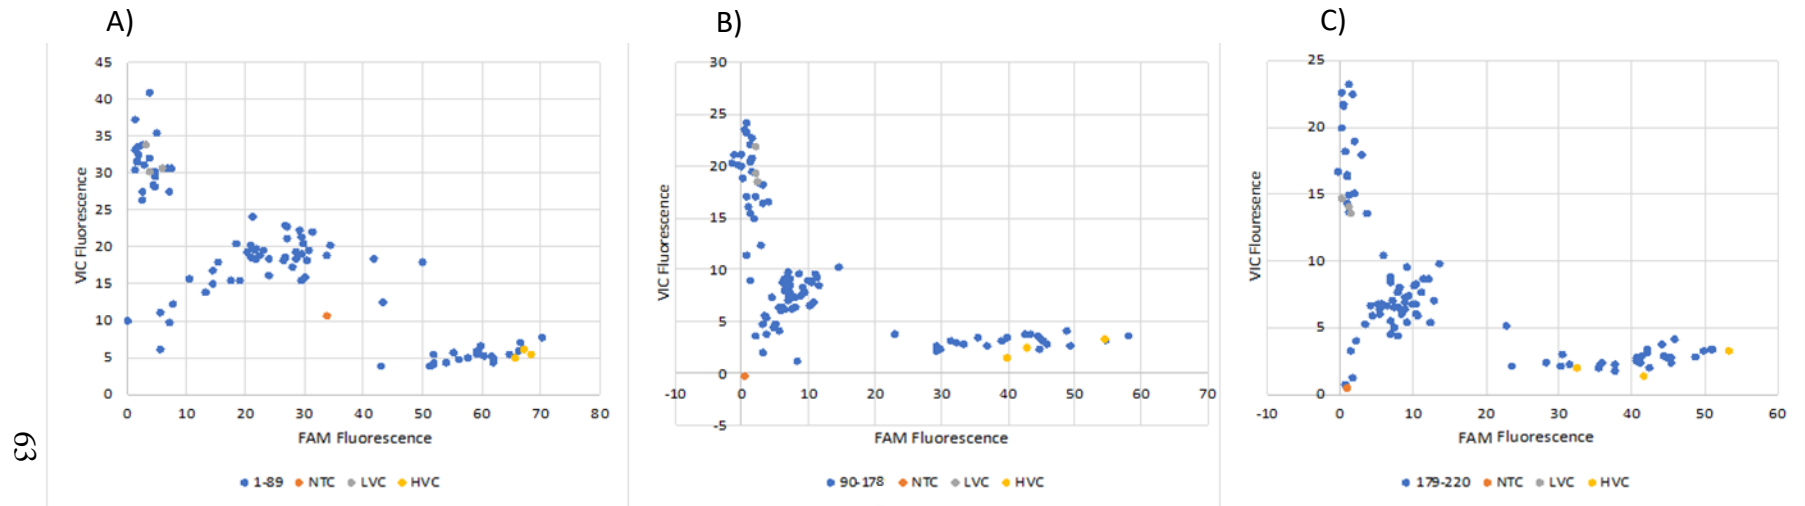 A)
45
40
35
30
25
20
15
10
5
0
0 10 20 30 40 50 60 70 80
VIC Fluorescence
FAM Fluorescence
1-89 NTC LVC HVC
B)
30
25
20
15
10
5
0
-5
-10 0 10 20 30 40 50 60 70
VIC Fluorescence
FAM Fluorescence
90-178 NTC LVC HVC
C)
25
20
15
10
5
0
-10 0 10 20 30 40 50 60
VIC Flouresence
FAM Fluorescence
179-220 NTC LVC HVC
63